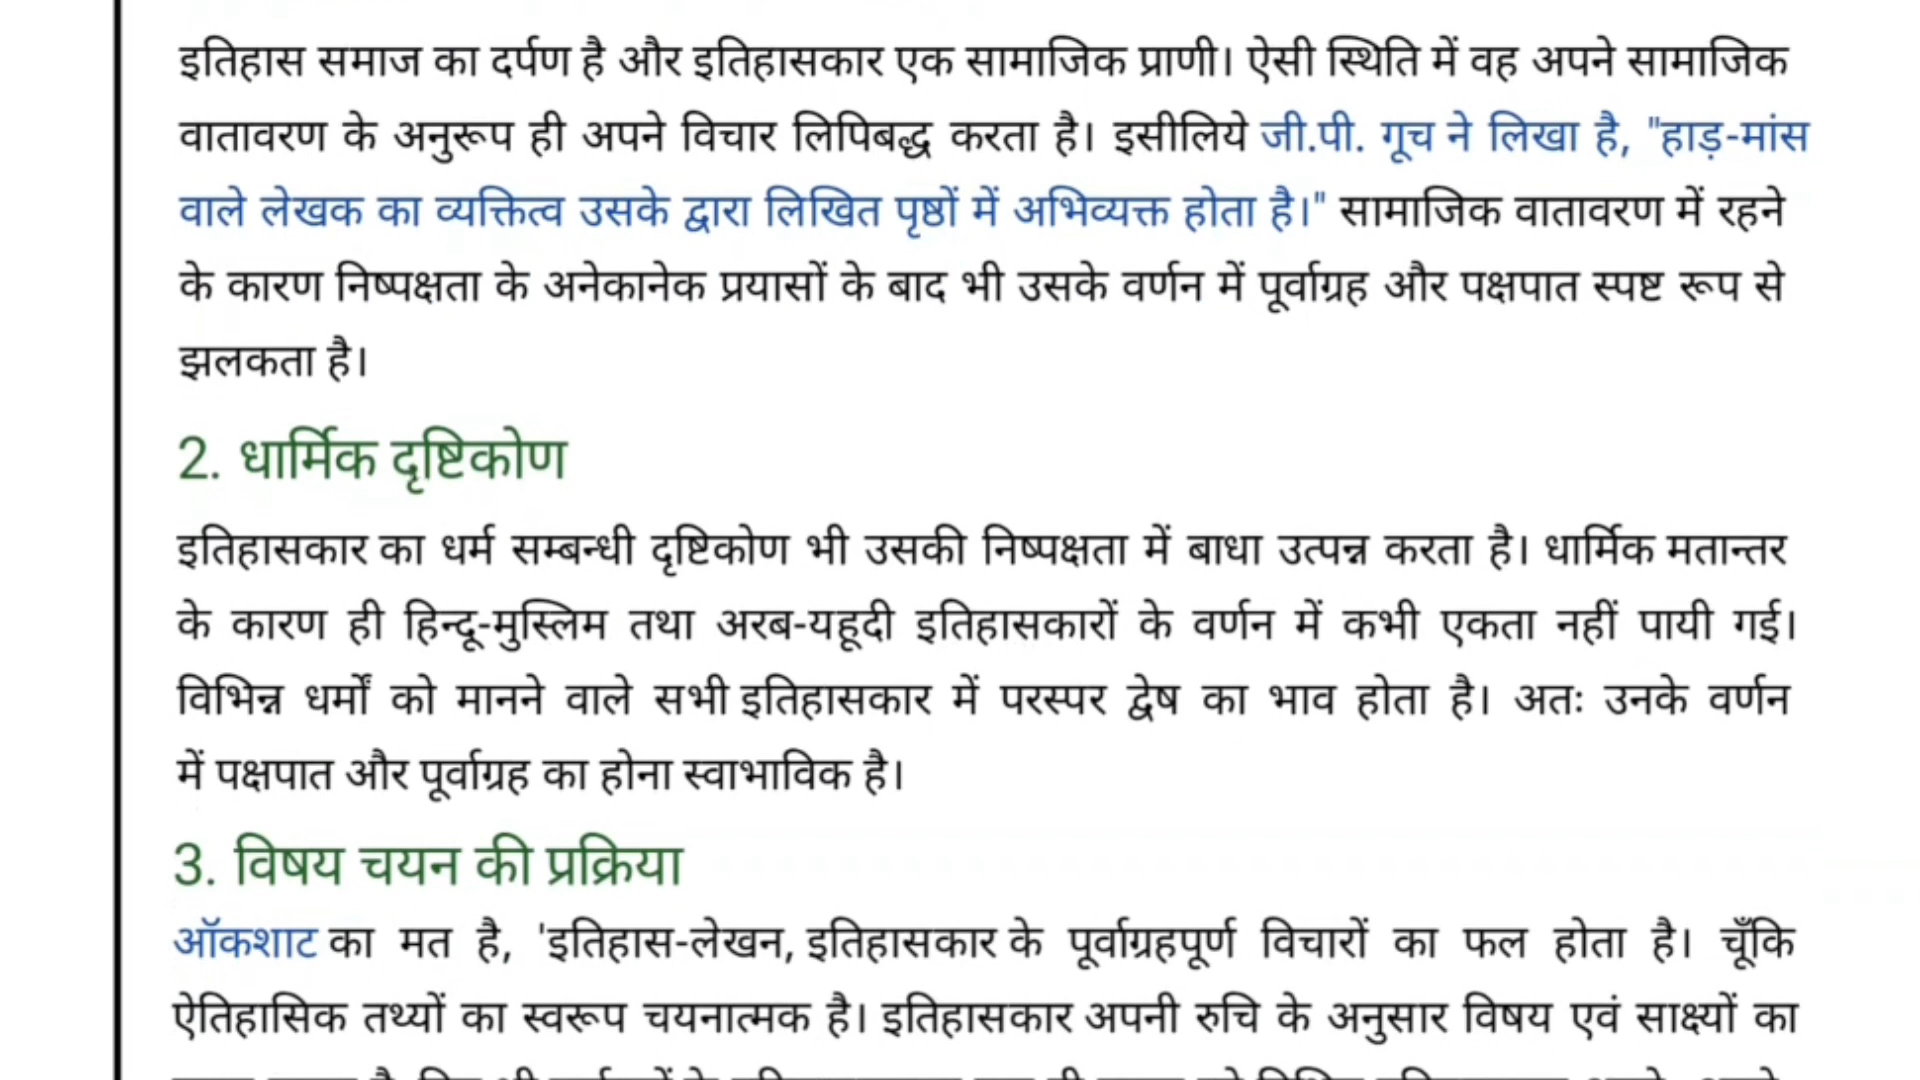 इतिहास समाज का दर्पण है और इतिहासकार एक सामाजिक प्राणी। ऐसी स्थिति में वह अपने सामाजिक
वातावरण के अनुरूप ही अपने विचार लिपिबद्ध करता है। इसीलिये जी.पी. गूच ने लिखा है, "हाड़-मांस
वाले लेखक का व्यक्तित्व उसके द्वारा लिखित पृष्ठों में अभिव्यक्त होता है।" सामाजिक वातावरण में रहने
के कारण निष्पक्षता के अनेकानेक प्रयासों के बाद भी उसके वर्णन में पूर्वाग्रह और पक्षपात स्पष्ट रूप से
झलकता है।
2. धार्मिक दृष्टिकोण
इतिहासकार का धर्म सम्बन्धी दृष्टिकोण भी उसकी निष्पक्षता में बाधा उत्पन्न करता है। धार्मिक मतान्तर
के कारण ही हिन्दू-मुस्लिम तथा अरब-यहूदी इतिहासकारों के वर्णन में कभी एकता नहीं पायी गई।
विभिन्न धर्मों को मानने वाले सभी इतिहासकार में परस्पर द्वेष का भाव होता है। अतः उनके वर्णन
में पक्षपात और पूर्वाग्रह का होना स्वाभाविक है।
3. विषय चयन की प्रक्रिया
ऑकशाट का मत है, 'इतिहास-लेखन, इतिहासकार के पूर्वाग्रहपूर्ण विचारों का फल होता है। चूँकि
ऐतिहासिक तथ्यों का स्वरूप चयनात्मक है। इतिहासकार अपनी रुचि के अनुसार विषय एवं साक्ष्यों का